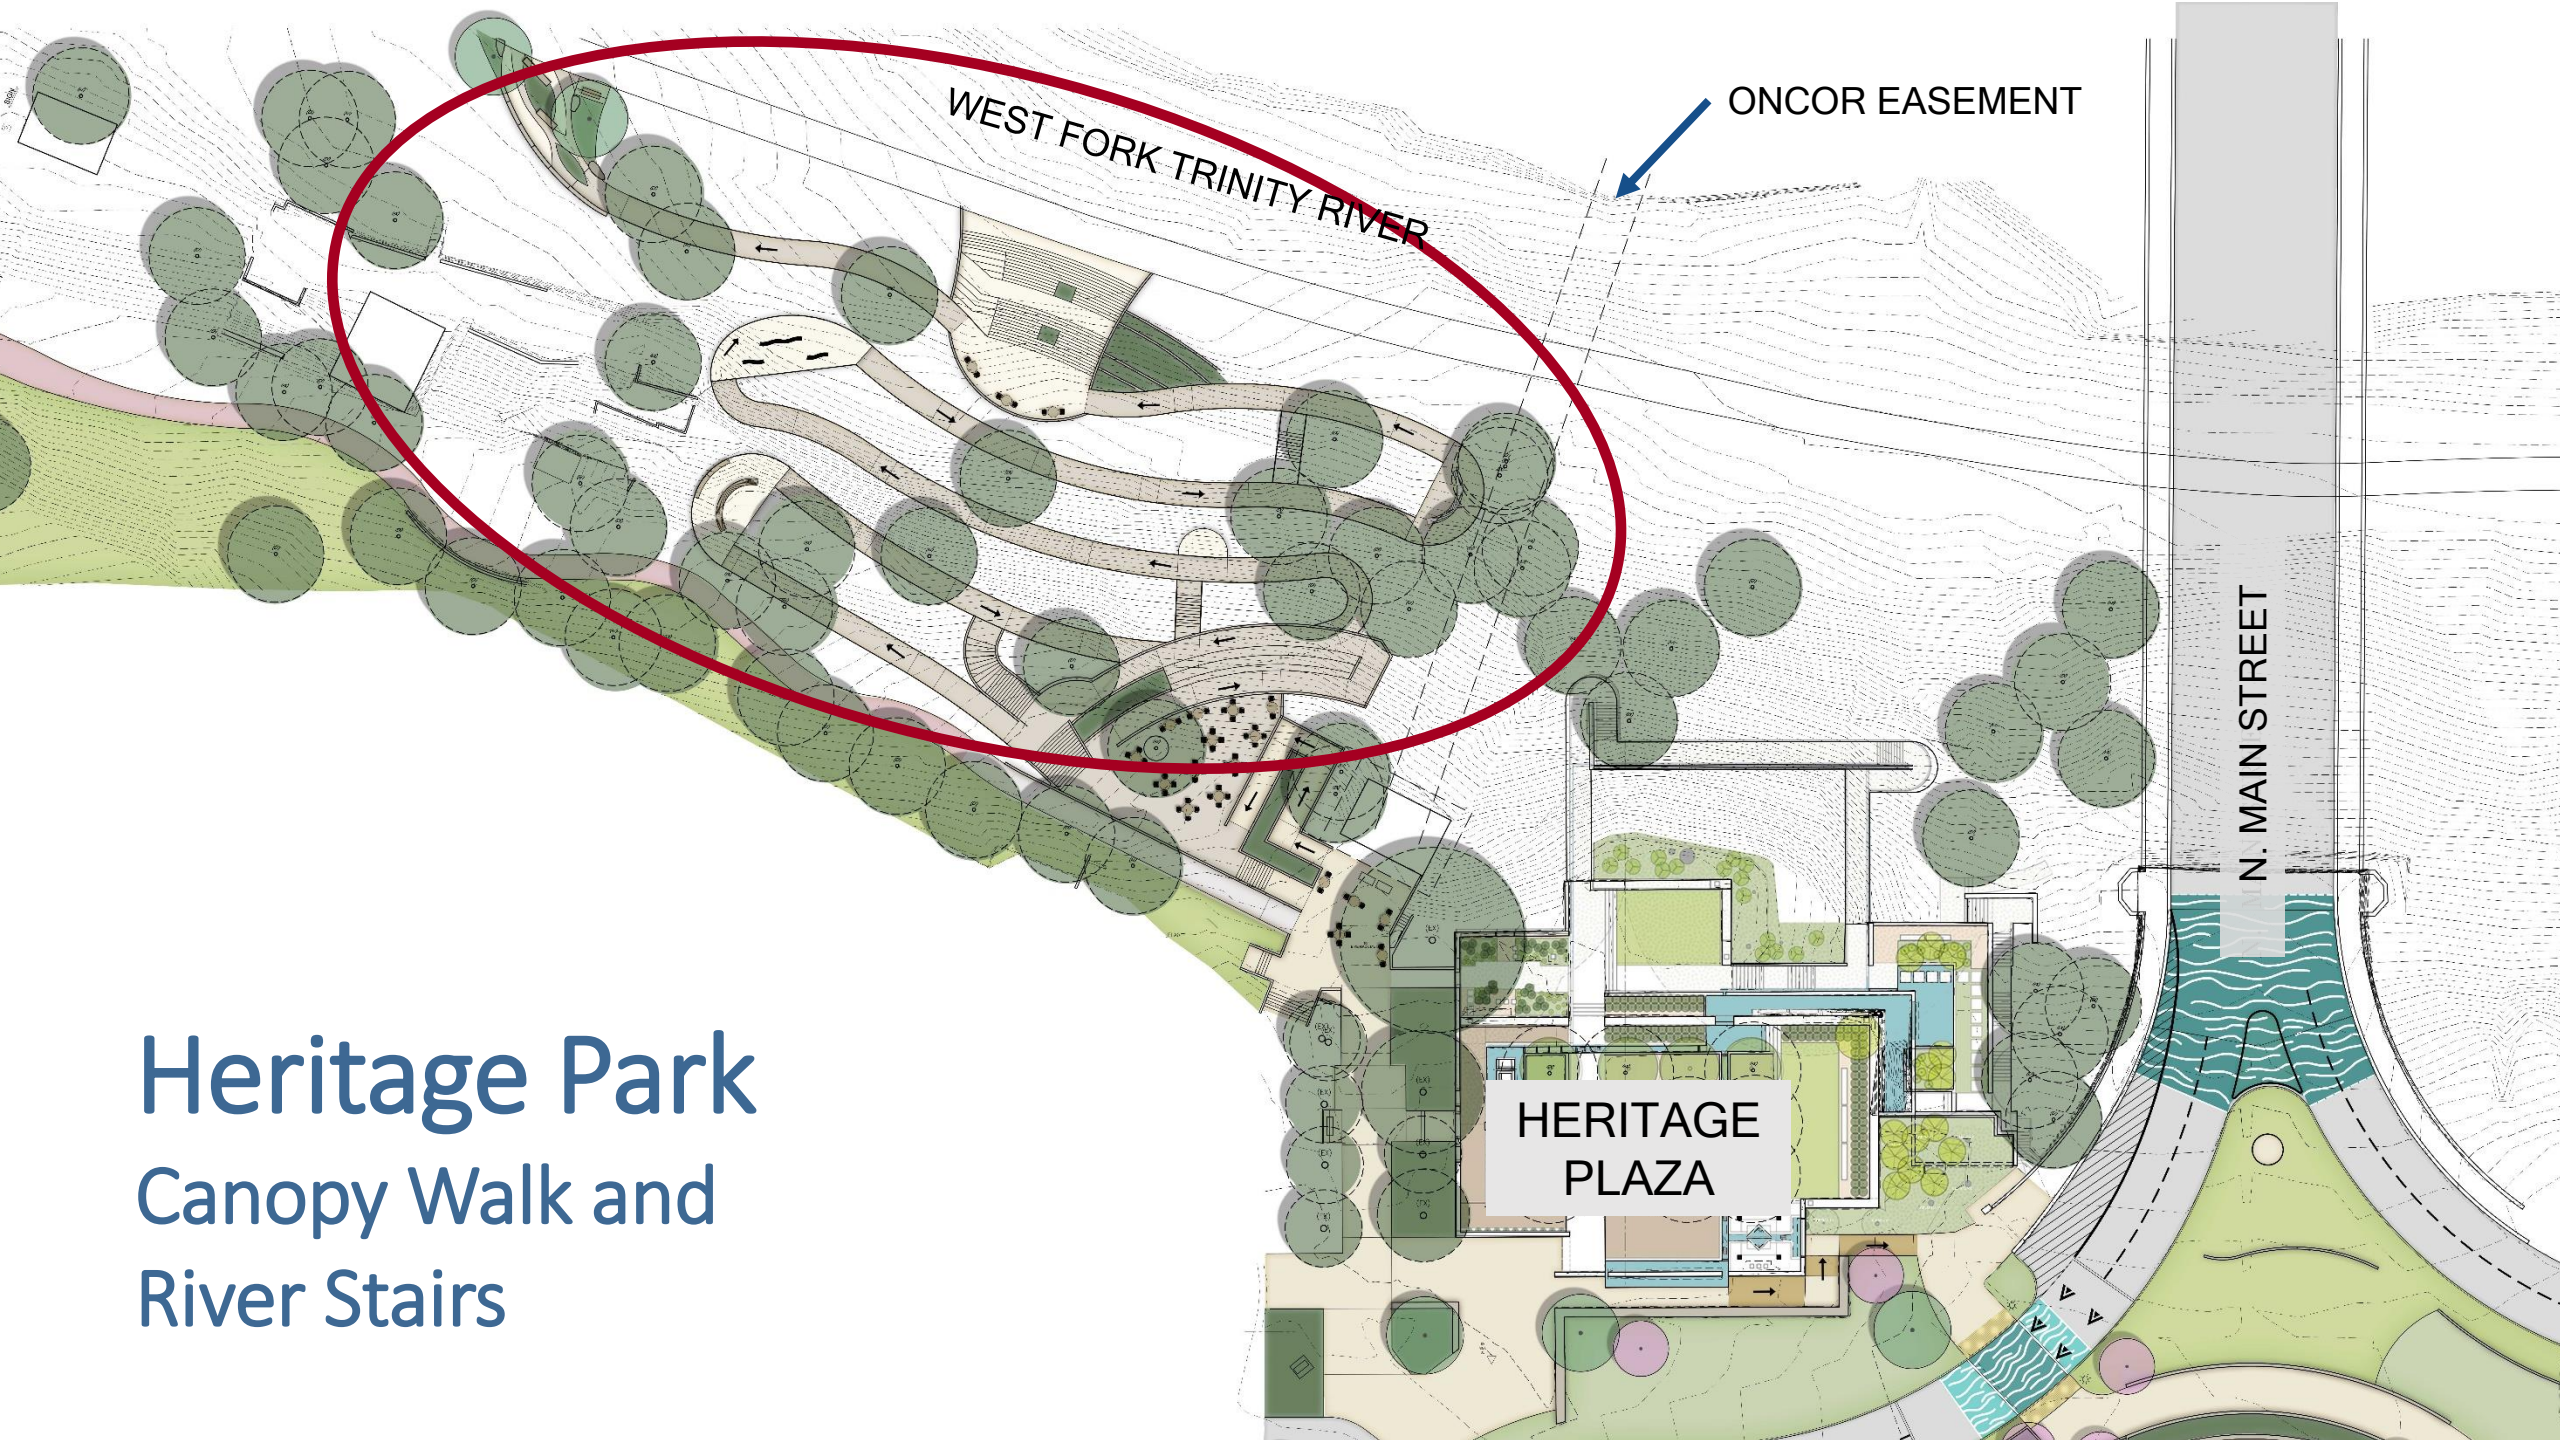 WEST FORK TRINITY RIVER
ONCOR EASEMENT
N. MAIN STREET
HERITAGE
PLAZA
Heritage Park
Canopy Walk and
River Stairs